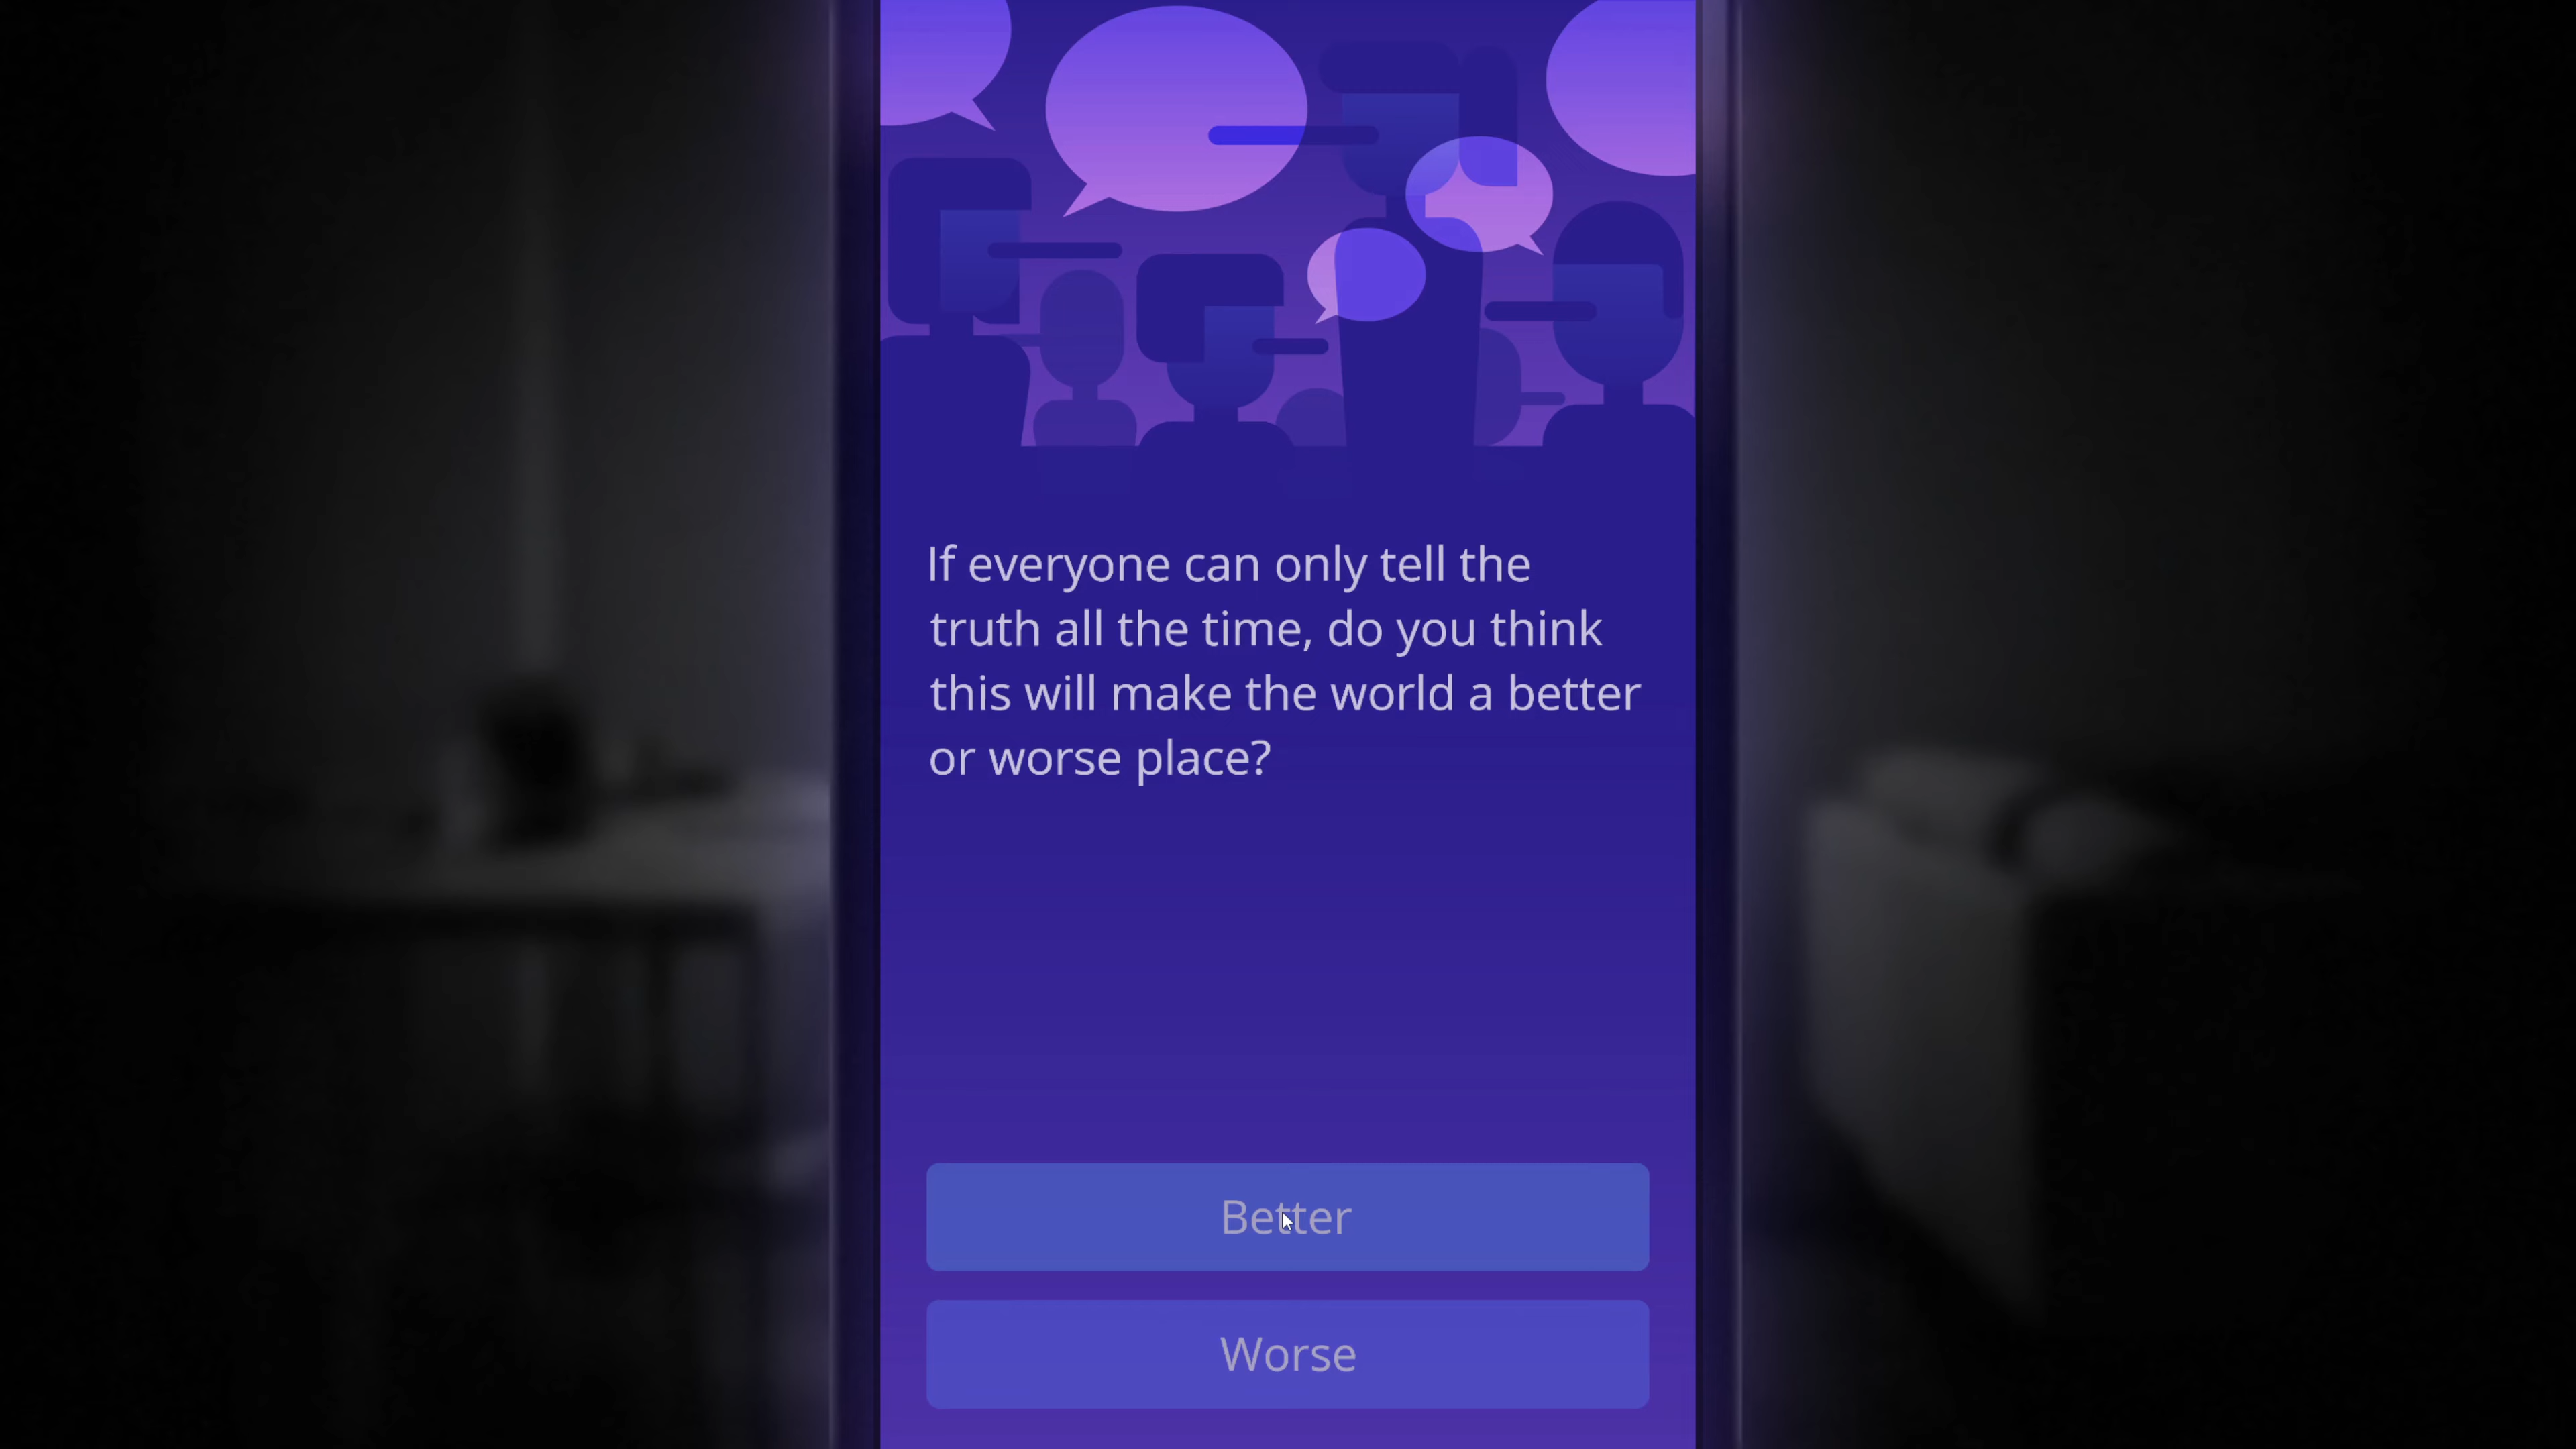 If everyone can only tell the
truth all the time, do you think
this will make the world a better
or worse place?
Better
Worse